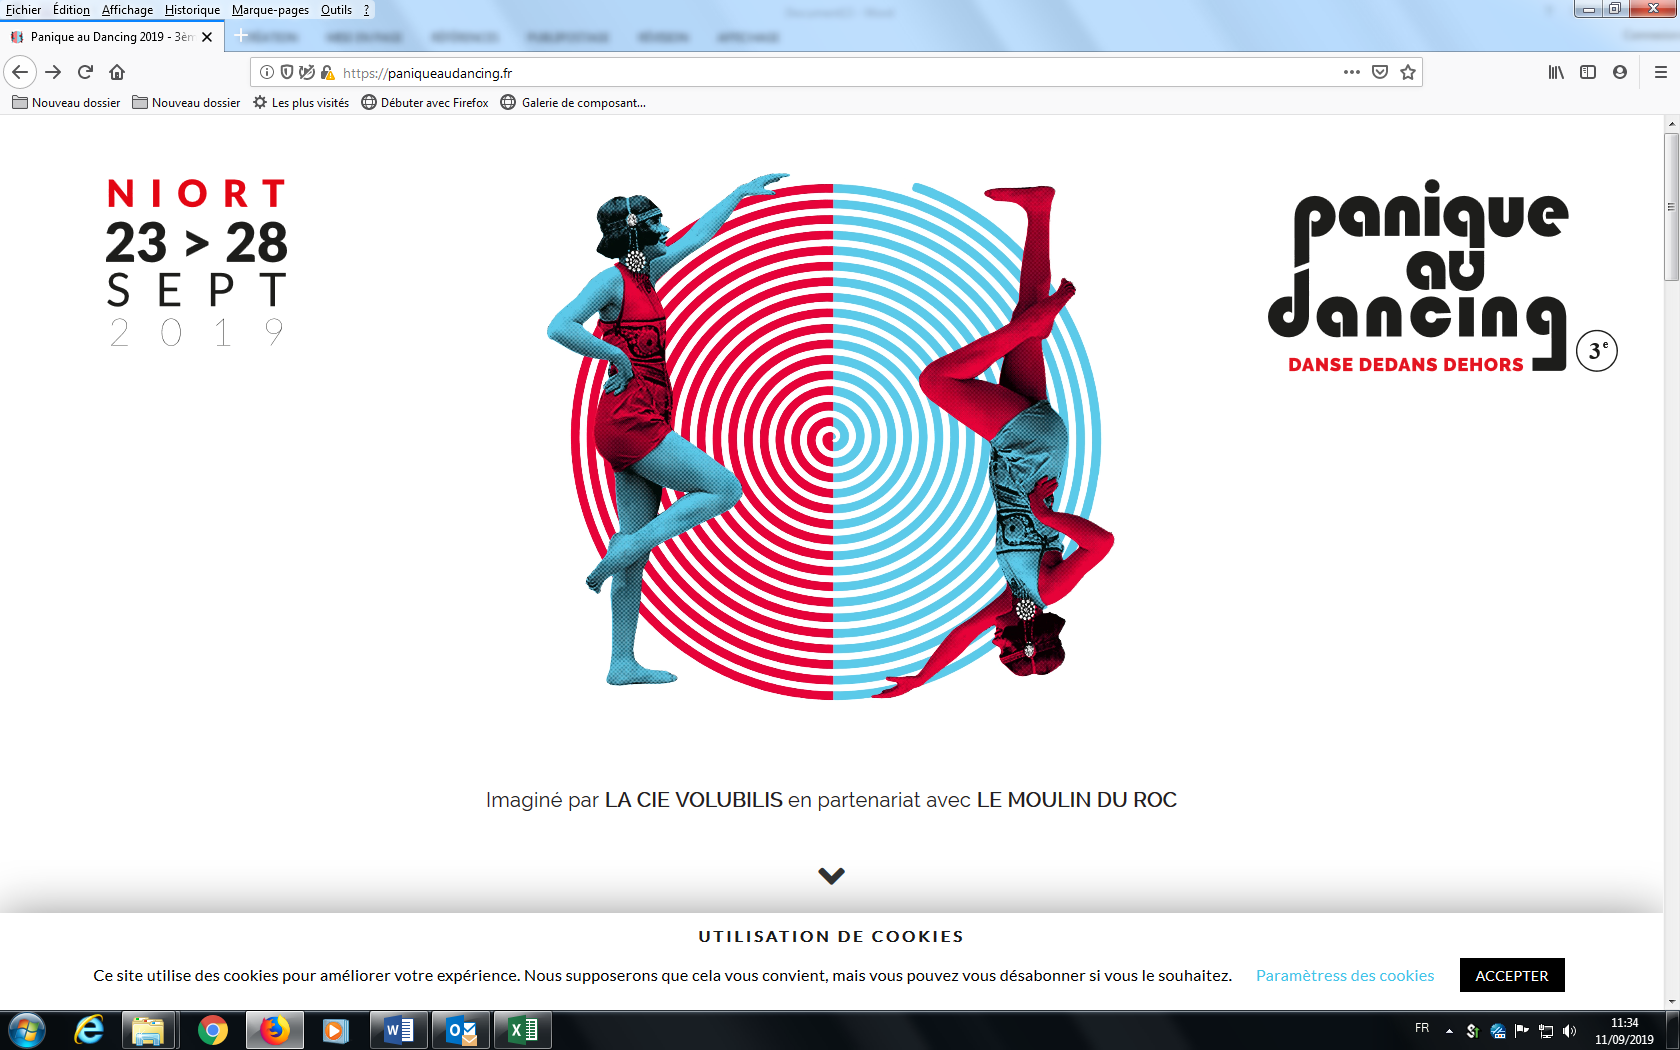 Fichier Édition Affichage Historique Marque-pages Outils ?
Panique au Dancing 2019 - 3èm
https://paniqueaudancing.fr
Nouveau dossier Nouveau dossier Les plus visités Débuter avec Firefox Galerie de composant...
NIORT
23 > 28
SEPT
2019
panique
au
dancing
DANSE DEDANS DEHORS
3e
Imaginé par LA CIE VOLUBILIS en partenariat avec LE MOULIN DU ROC
UTILISATION DE COOKIES
Ce site utilise des cookies pour améliorer votre expérience. Nous supposerons que cela vous convient, mais vous pouvez vous désabonner si vous le souhaitez. Paramètress des cookies ACCEPTER
FR
11:34
11/09/2019